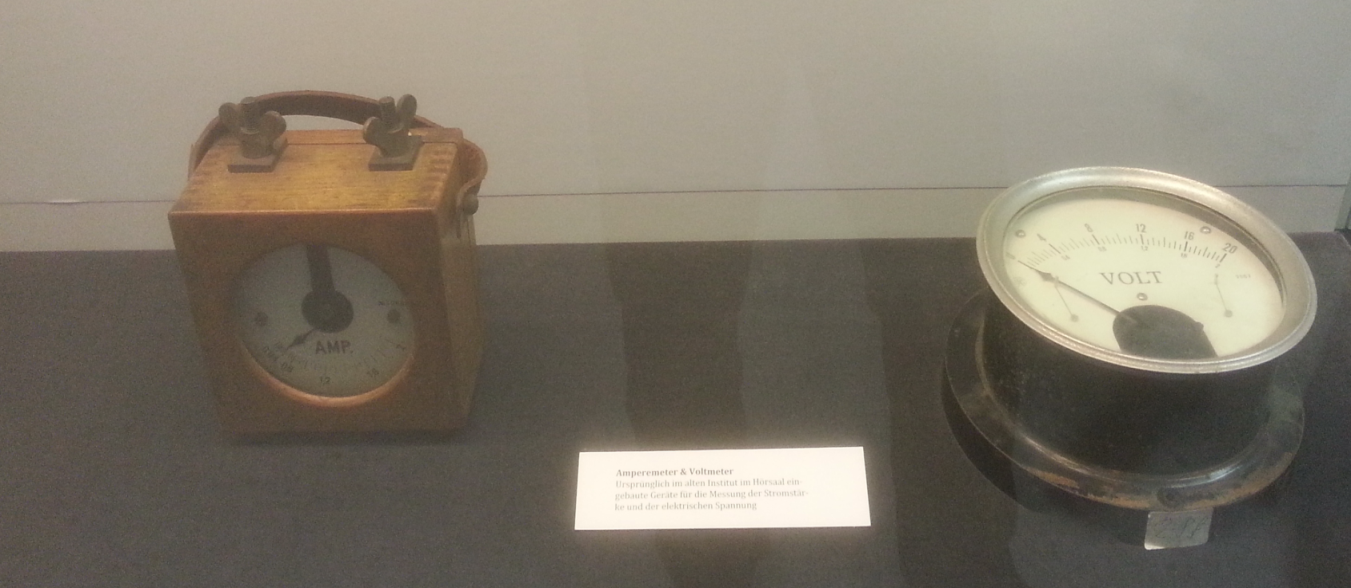 AMP.
12
4 8 12 16 20
VOLT
Amperemeter & Voltmeter
Ursprünglich im alten Institut im Hörsaal ein-
gebaute Geräte für die Messung der Stromstär-
ke und der elektrischen Spannung